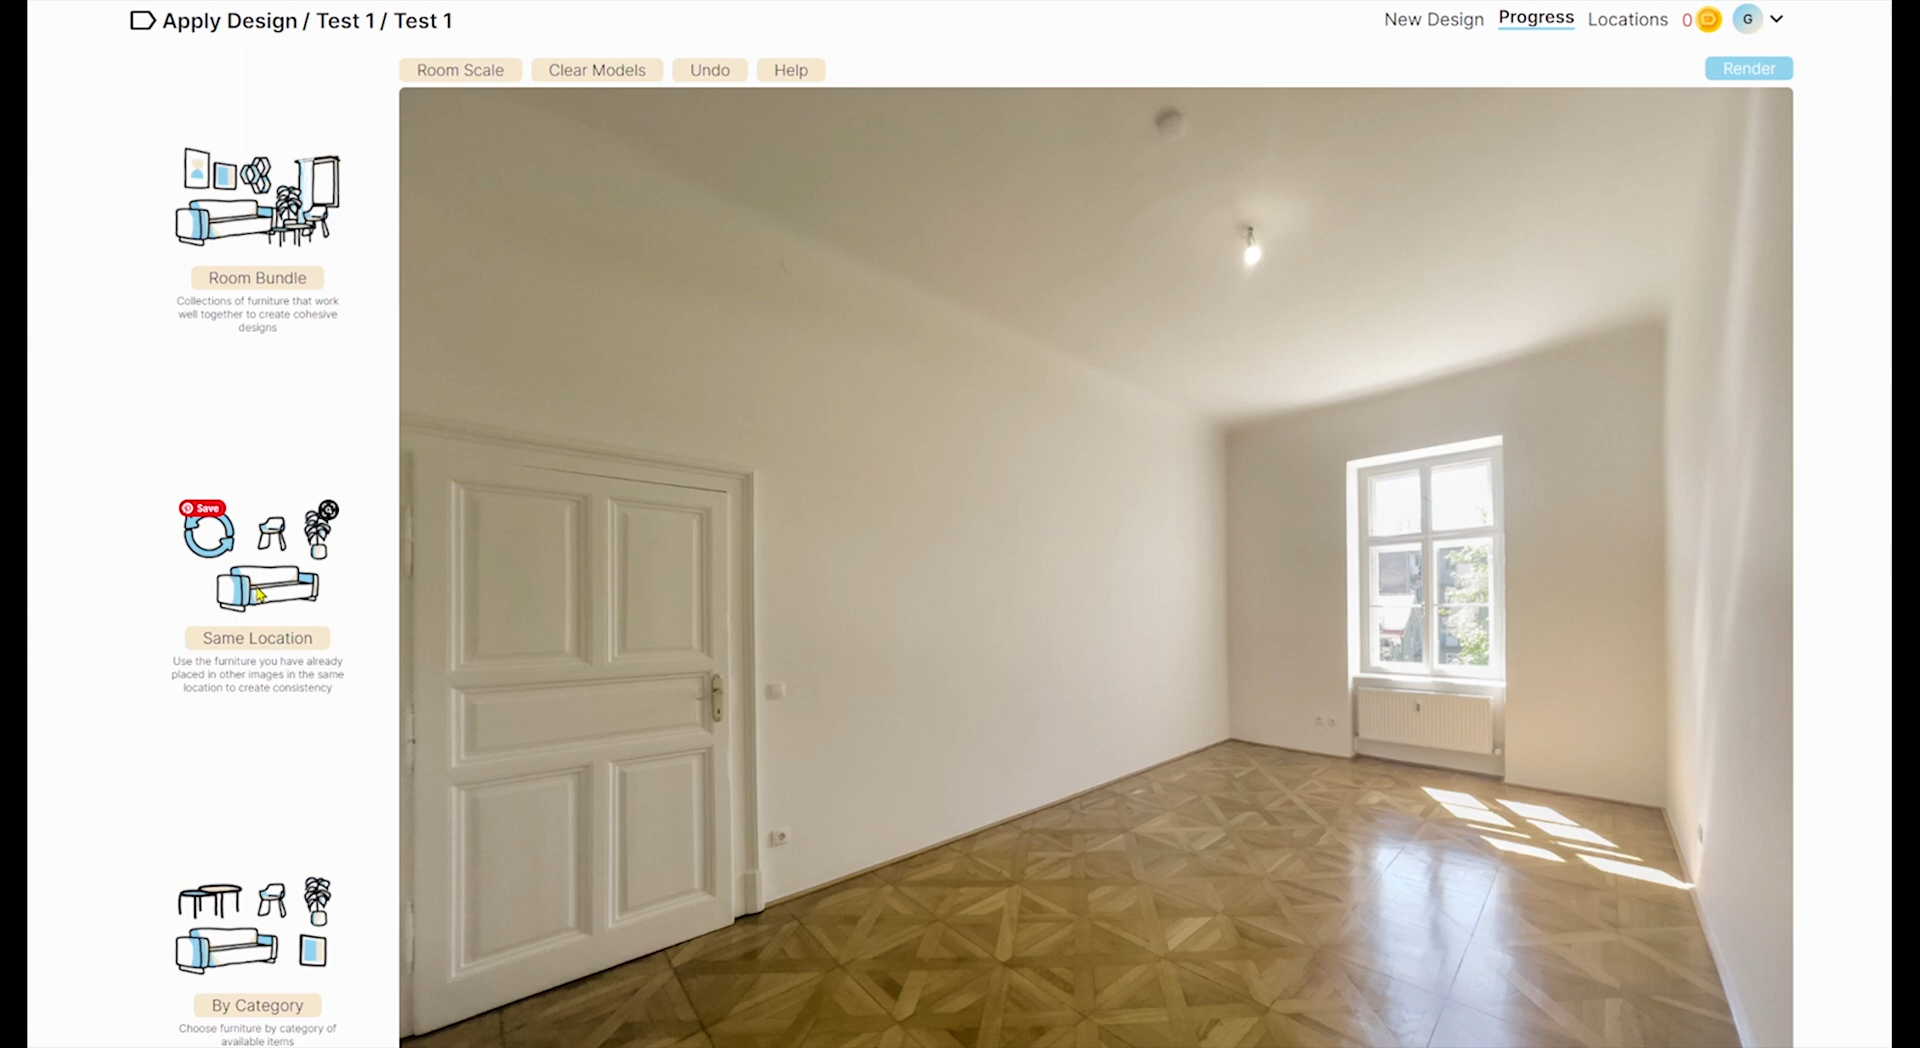 Apply Design / Test 1 / Test 1
New Design
Progress
Locations
0
G
Room Scale
Clear Models
Undo
Help
Render
Room Bundle
Collections of furniture that work
well together to create cohesive
designs
Save
Same Location
Use the furniture you have already
placed in other images in the same
location to create consistency
By Category
Choose furniture by category of
available items